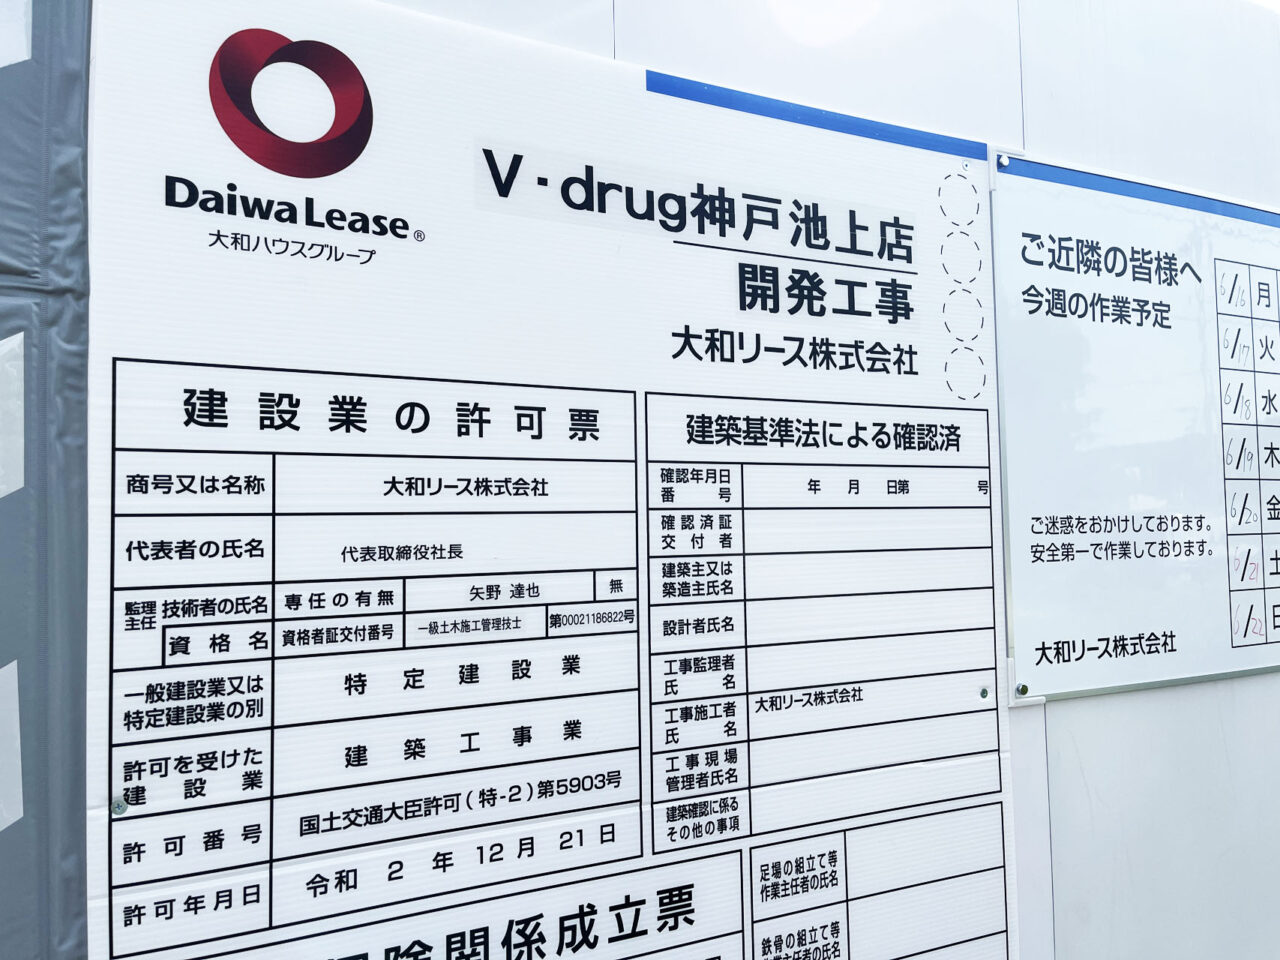 Daiwa Lease®
大和ハウスグループ
V・drug神戸池上店
開発工事
大和リース株式会社
建設業の許可票
商号又は名称
大和リース株式会社
代表者の氏名
代表取締役社長
監理
主任
技術者の氏名
専任の有無
矢野 達也
無
資格名
資格者証交付番号
一級土木施工管理技士
第00021186822号
一般建設業又は
特定建設業の別
特定建設業
許可を受けた
建設業
建築工事業
許可番号
国土交通大臣許可(特-2)第5903号
許可年月日
令和 2 年 12 月 21 日
建築基準法による確認済
確認年月日
番号
年 月 日第 号
確認済証
交付者
建築主又は
築造主氏名
設計者氏名
工事監理者
氏名
工事施工者
氏名
大和リース株式会社
工事現場
管理者氏名
建築確認に係る
その他の事項
険関係成立票
足場の組立て等
作業主任者の氏名
鉄骨の組立て等
ご近隣の皆様へ
今週の作業予定
ご迷惑をおかけしております。
安全第一で作業しております。
大和リース株式会社
6/16 月
6/17 火
6/18 水
6/19 木
6/20 金
6/21 土
6/22 日